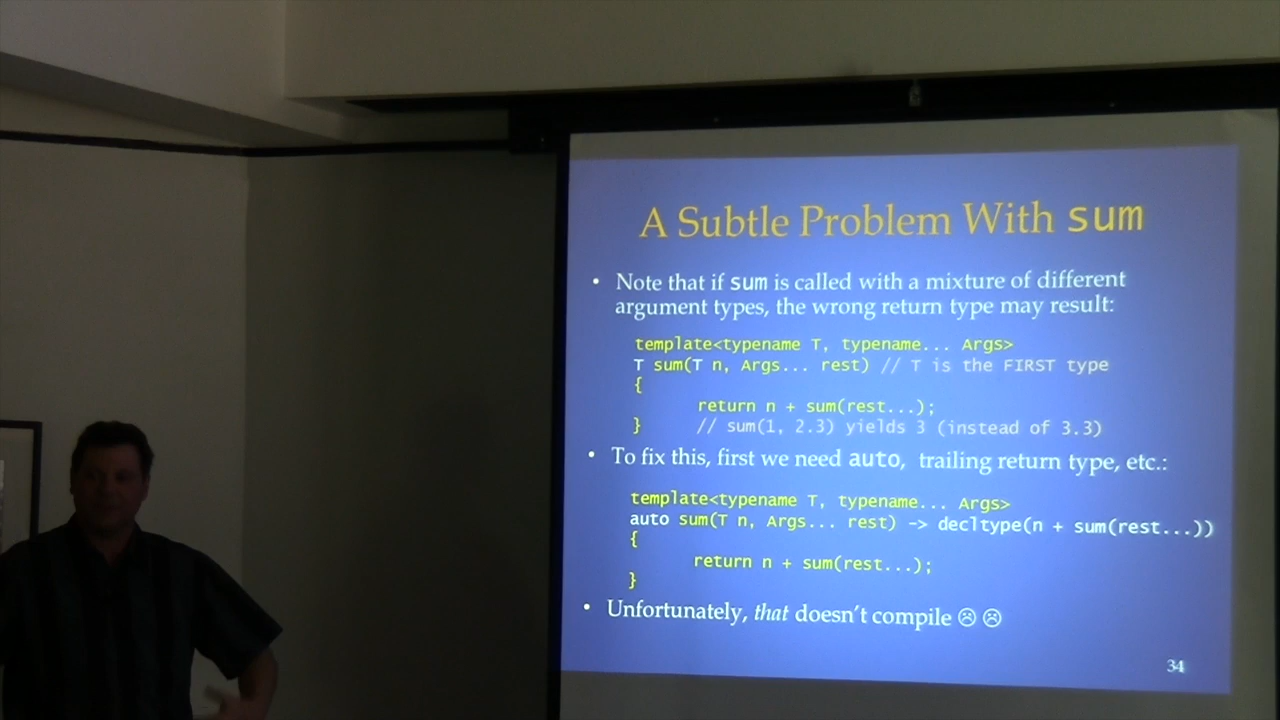 A Subtle Problem With sum
• Note that if sum is called with a mixture of different
argument types, the wrong return type may result:
template<typename T, typename... Args>
T sum(T n, Args... rest) // T is the FIRST type
{
return n + sum(rest...);
} // sum(1, 2.3) yields 3 (instead of 3.3)
• To fix this, first we need auto, trailing return type, etc.:
template<typename T, typename... Args>
auto sum(T n, Args... rest) -> decltype(n + sum(rest...))
{
return n + sum(rest...);
}
• Unfortunately, that doesn't compile ☹ ☹
34